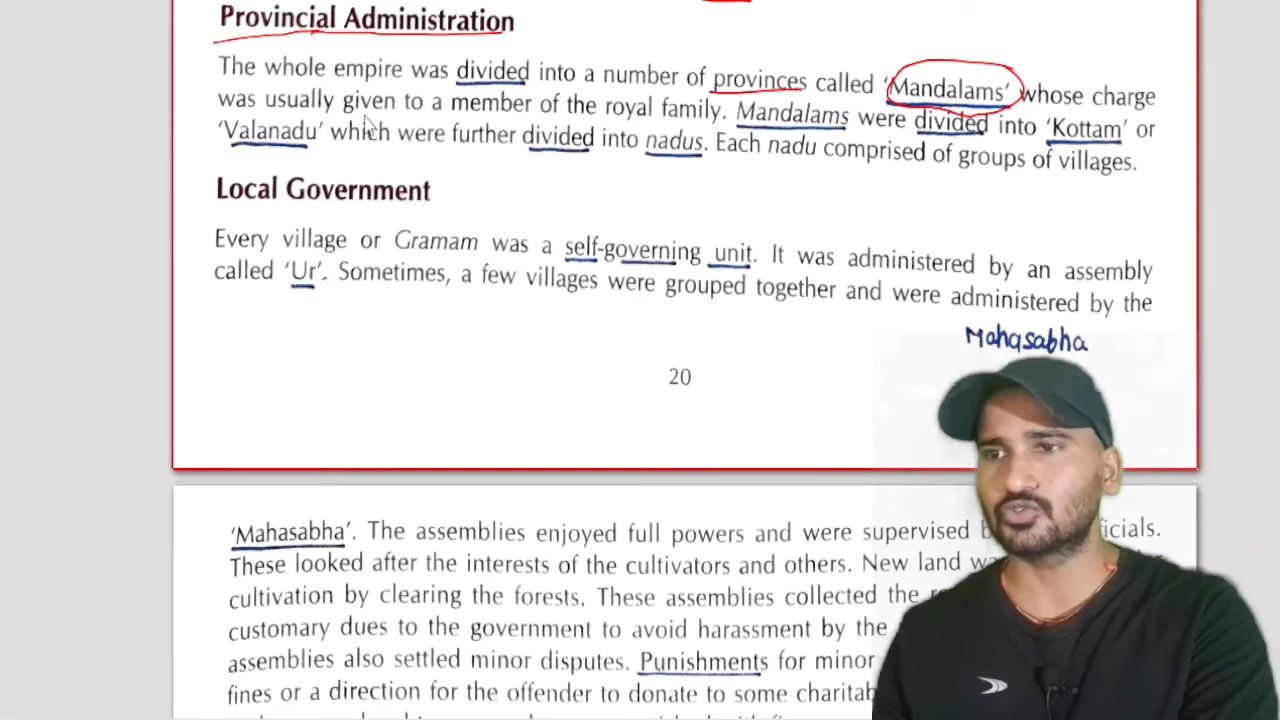 Provincial Administration
The whole empire was divided into a number of provinces called 'Mandalams' whose charge
was usually given to a member of the royal family. Mandalams were divided into 'Kottam' or
'Valanadu' which were further divided into nadus. Each nadu comprised of groups of villages.
Local Government
Every village or Gramam was a self-governing unit. It was administered by an assembly
called 'Ur'. Sometimes, a few villages were grouped together and were administered by the
Mahasabha
20
'Mahasabha'. The assemblies enjoyed full powers and were supervised
These looked after the interests of the cultivators and others. New land
cultivation by clearing the forests. These assemblies collected the
customary dues to the government to avoid harassment by the
assemblies also settled minor disputes. Punishments for minor
fines or a direction for the offender to donate to some